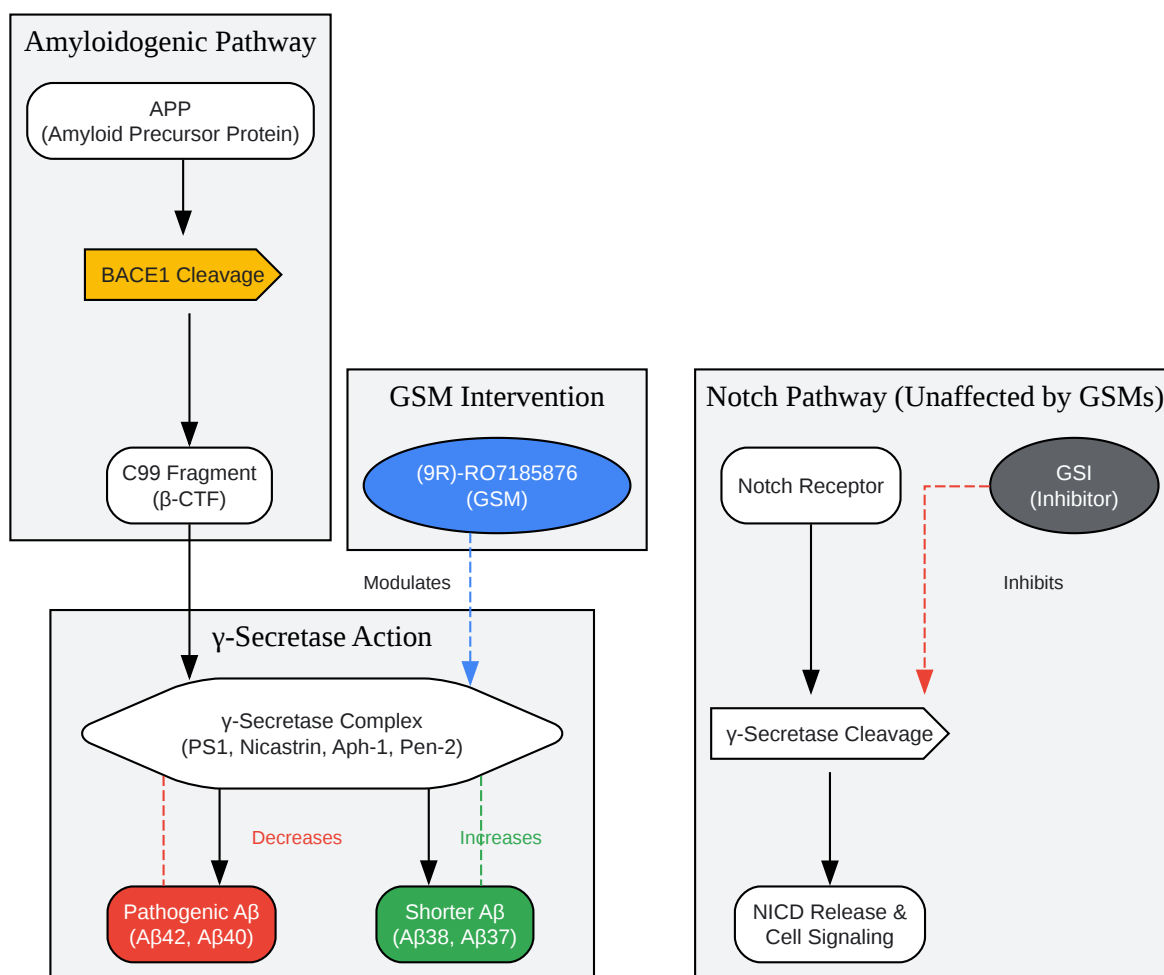 Amyloidogenic Pathway
APP
(Amyloid Precursor Protein)
BACE1 Cleavage
C99 Fragment
(β-CTF)
GSM Intervention
(9R)-RO7185876
(GSM)
Modulates
γ-Secretase Action
γ-Secretase Complex
(PS1, Nicastrin, Aph-1, Pen-2)
Decreases
Increases
Pathogenic Aβ
(Aβ42, Aβ40)
Shorter Aβ
(Aβ38, Aβ37)
Notch Pathway (Unaffected by GSMs)
Notch Receptor
GSI
(Inhibitor)
Inhibits
γ-Secretase Cleavage
NICD Release &
Cell Signaling